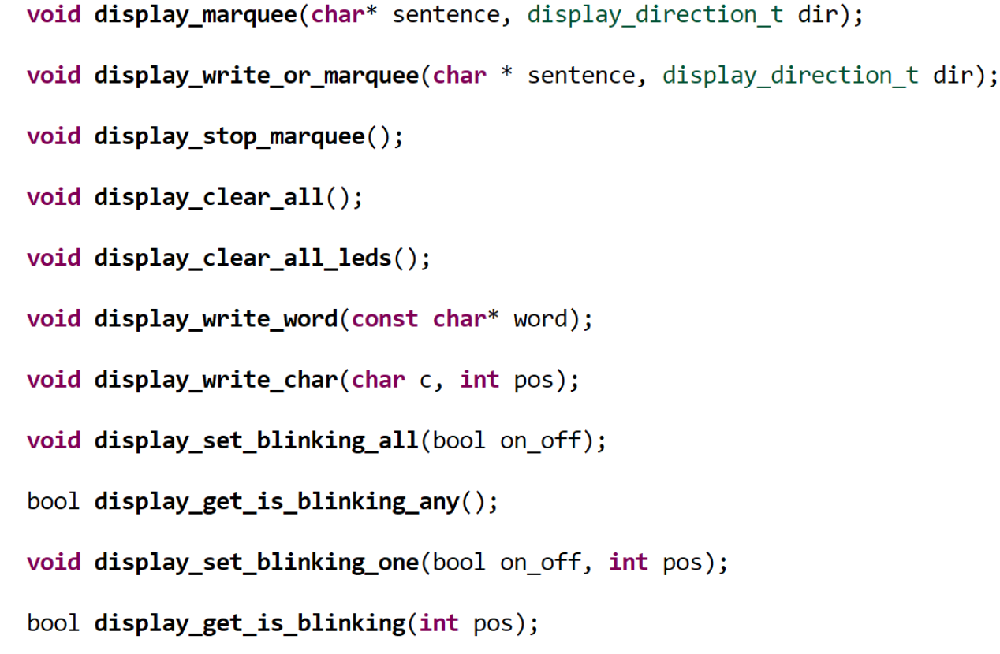 void display_marquee(char* sentence, display_direction_t dir);
void display_write_or_marquee(char * sentence, display_direction_t dir);
void display_stop_marquee();
void display_clear_all();
void display_clear_all_leds();
void display_write_word(const char* word);
void display_write_char(char c, int pos);
void display_set_blinking_all(bool on_off);
bool display_get_is_blinking_any();
void display_set_blinking_one(bool on_off, int pos);
bool display_get_is_blinking(int pos);